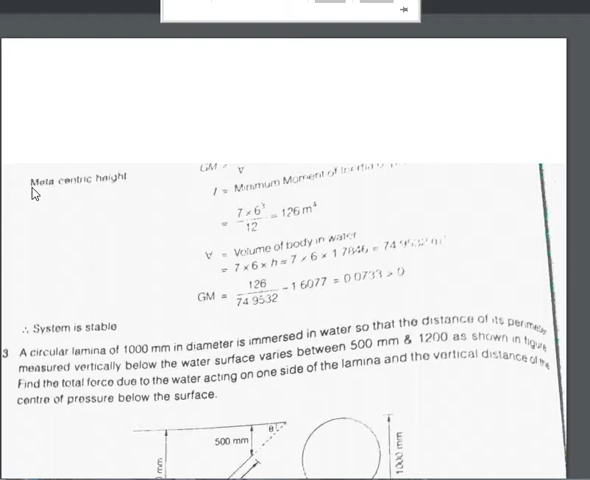 GM =
V
Meta centric height
I = Minimum Moment of Inertia
= 7 × 6³ / 12 = 126 m⁴
V = Volume of body in water
= 7 × 6 × h = 7 × 6 × 1.7846 = 74.9532 m³
GM = 126 / 74.9532 - 1.6077 = 0.0733 > 0
∴ System is stable
3 A circular lamina of 1000 mm in diameter is immersed in water so that the distance of its perimeter
measured vertically below the water surface varies between 500 mm & 1200 as shown in figure
Find the total force due to the water acting on one side of the lamina and the vertical distance of the
centre of pressure below the surface.
θ
500 mm
mm
1000 mm